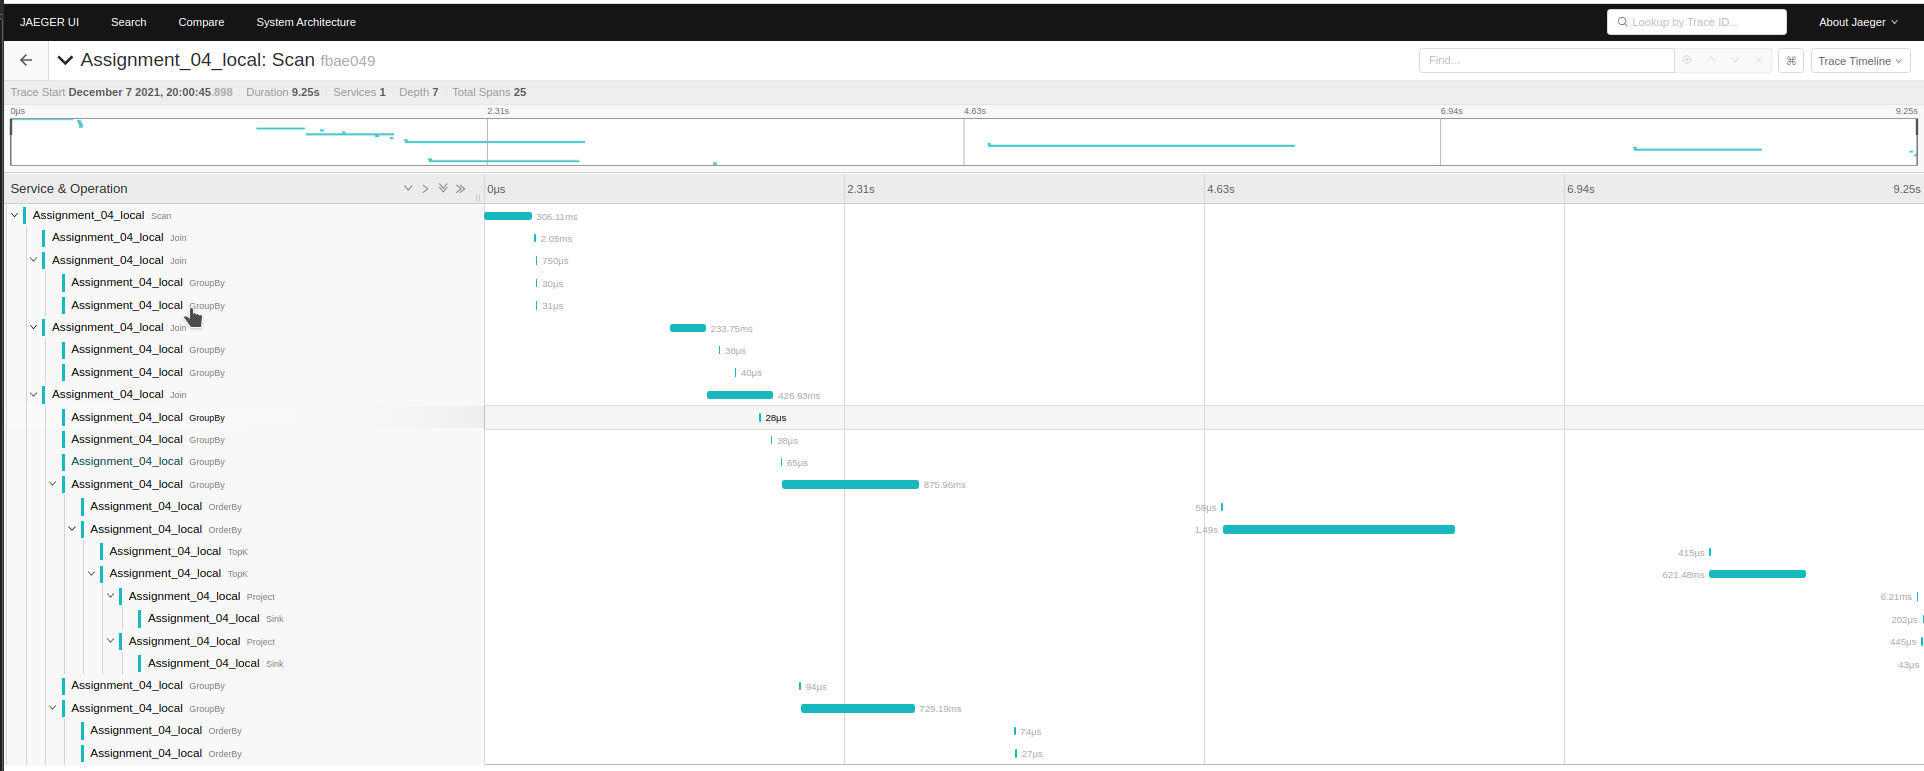 JAEGER UI Search Compare System Architecture Lookup by Trace ID... About Jaeger
Assignment_04_local: Scan fbae049 Find... ⌘ Trace Timeline
Trace Start December 7 2021, 20:00:45.898 Duration 9.25s Services 1 Depth 7 Total Spans 25
0μs 2.31s 4.63s 6.94s 9.25s
Service & Operation 0μs 2.31s 4.63s 6.94s 9.25s
Assignment_04_local Scan 306.11ms
Assignment_04_local Join 2.05ms
Assignment_04_local Join 750μs
Assignment_04_local GroupBy 30μs
Assignment_04_local GroupBy 31μs
Assignment_04_local Join 233.75ms
Assignment_04_local GroupBy 38μs
Assignment_04_local GroupBy 40μs
Assignment_04_local Join 426.93ms
Assignment_04_local GroupBy 28μs
Assignment_04_local GroupBy 38μs
Assignment_04_local GroupBy 65μs
Assignment_04_local GroupBy 875.96ms
Assignment_04_local OrderBy 59μs
Assignment_04_local OrderBy 1.49s
Assignment_04_local TopK 415μs
Assignment_04_local TopK 621.48ms
Assignment_04_local Project 6.21ms
Assignment_04_local Sink 202μs
Assignment_04_local Project 445μs
Assignment_04_local Sink 43μs
Assignment_04_local GroupBy 94μs
Assignment_04_local GroupBy 729.19ms
Assignment_04_local OrderBy 74μs
Assignment_04_local OrderBy 27μs